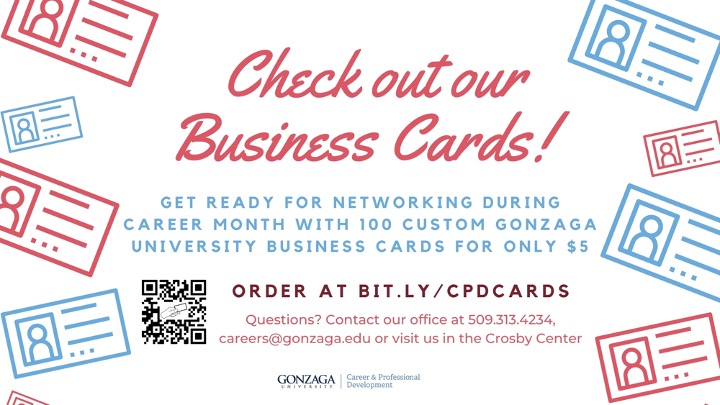 Check out our
Business Cards!
GET READY FOR NETWORKING DURING
CAREER MONTH WITH 100 CUSTOM GONZAGA
UNIVERSITY BUSINESS CARDS FOR ONLY $5
ORDER AT BIT.LY/CPDCARDS
Questions? Contact our office at 509.313.4234,
careers@gonzaga.edu or visit us in the Crosby Center
GONZAGA
UNIVERSITY
Career & Professional
Development